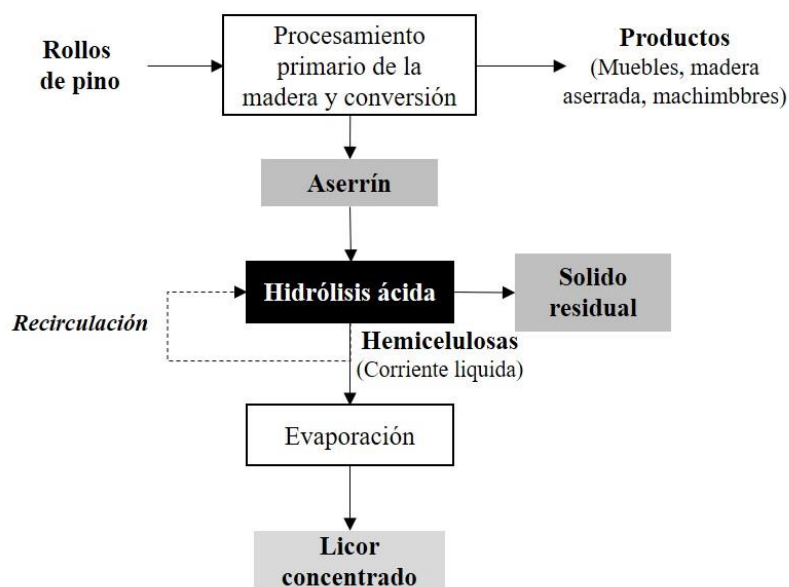 Rollos
de pino
Procesamiento
primario de la
madera y conversión
Productos
(Muebles, madera
aserrada, machimbbres)
Aserrín
Hidrólisis ácida
Solido
residual
Recirculación
Hemicelulosas
(Corriente liquida)
Evaporación
Licor
concentrado